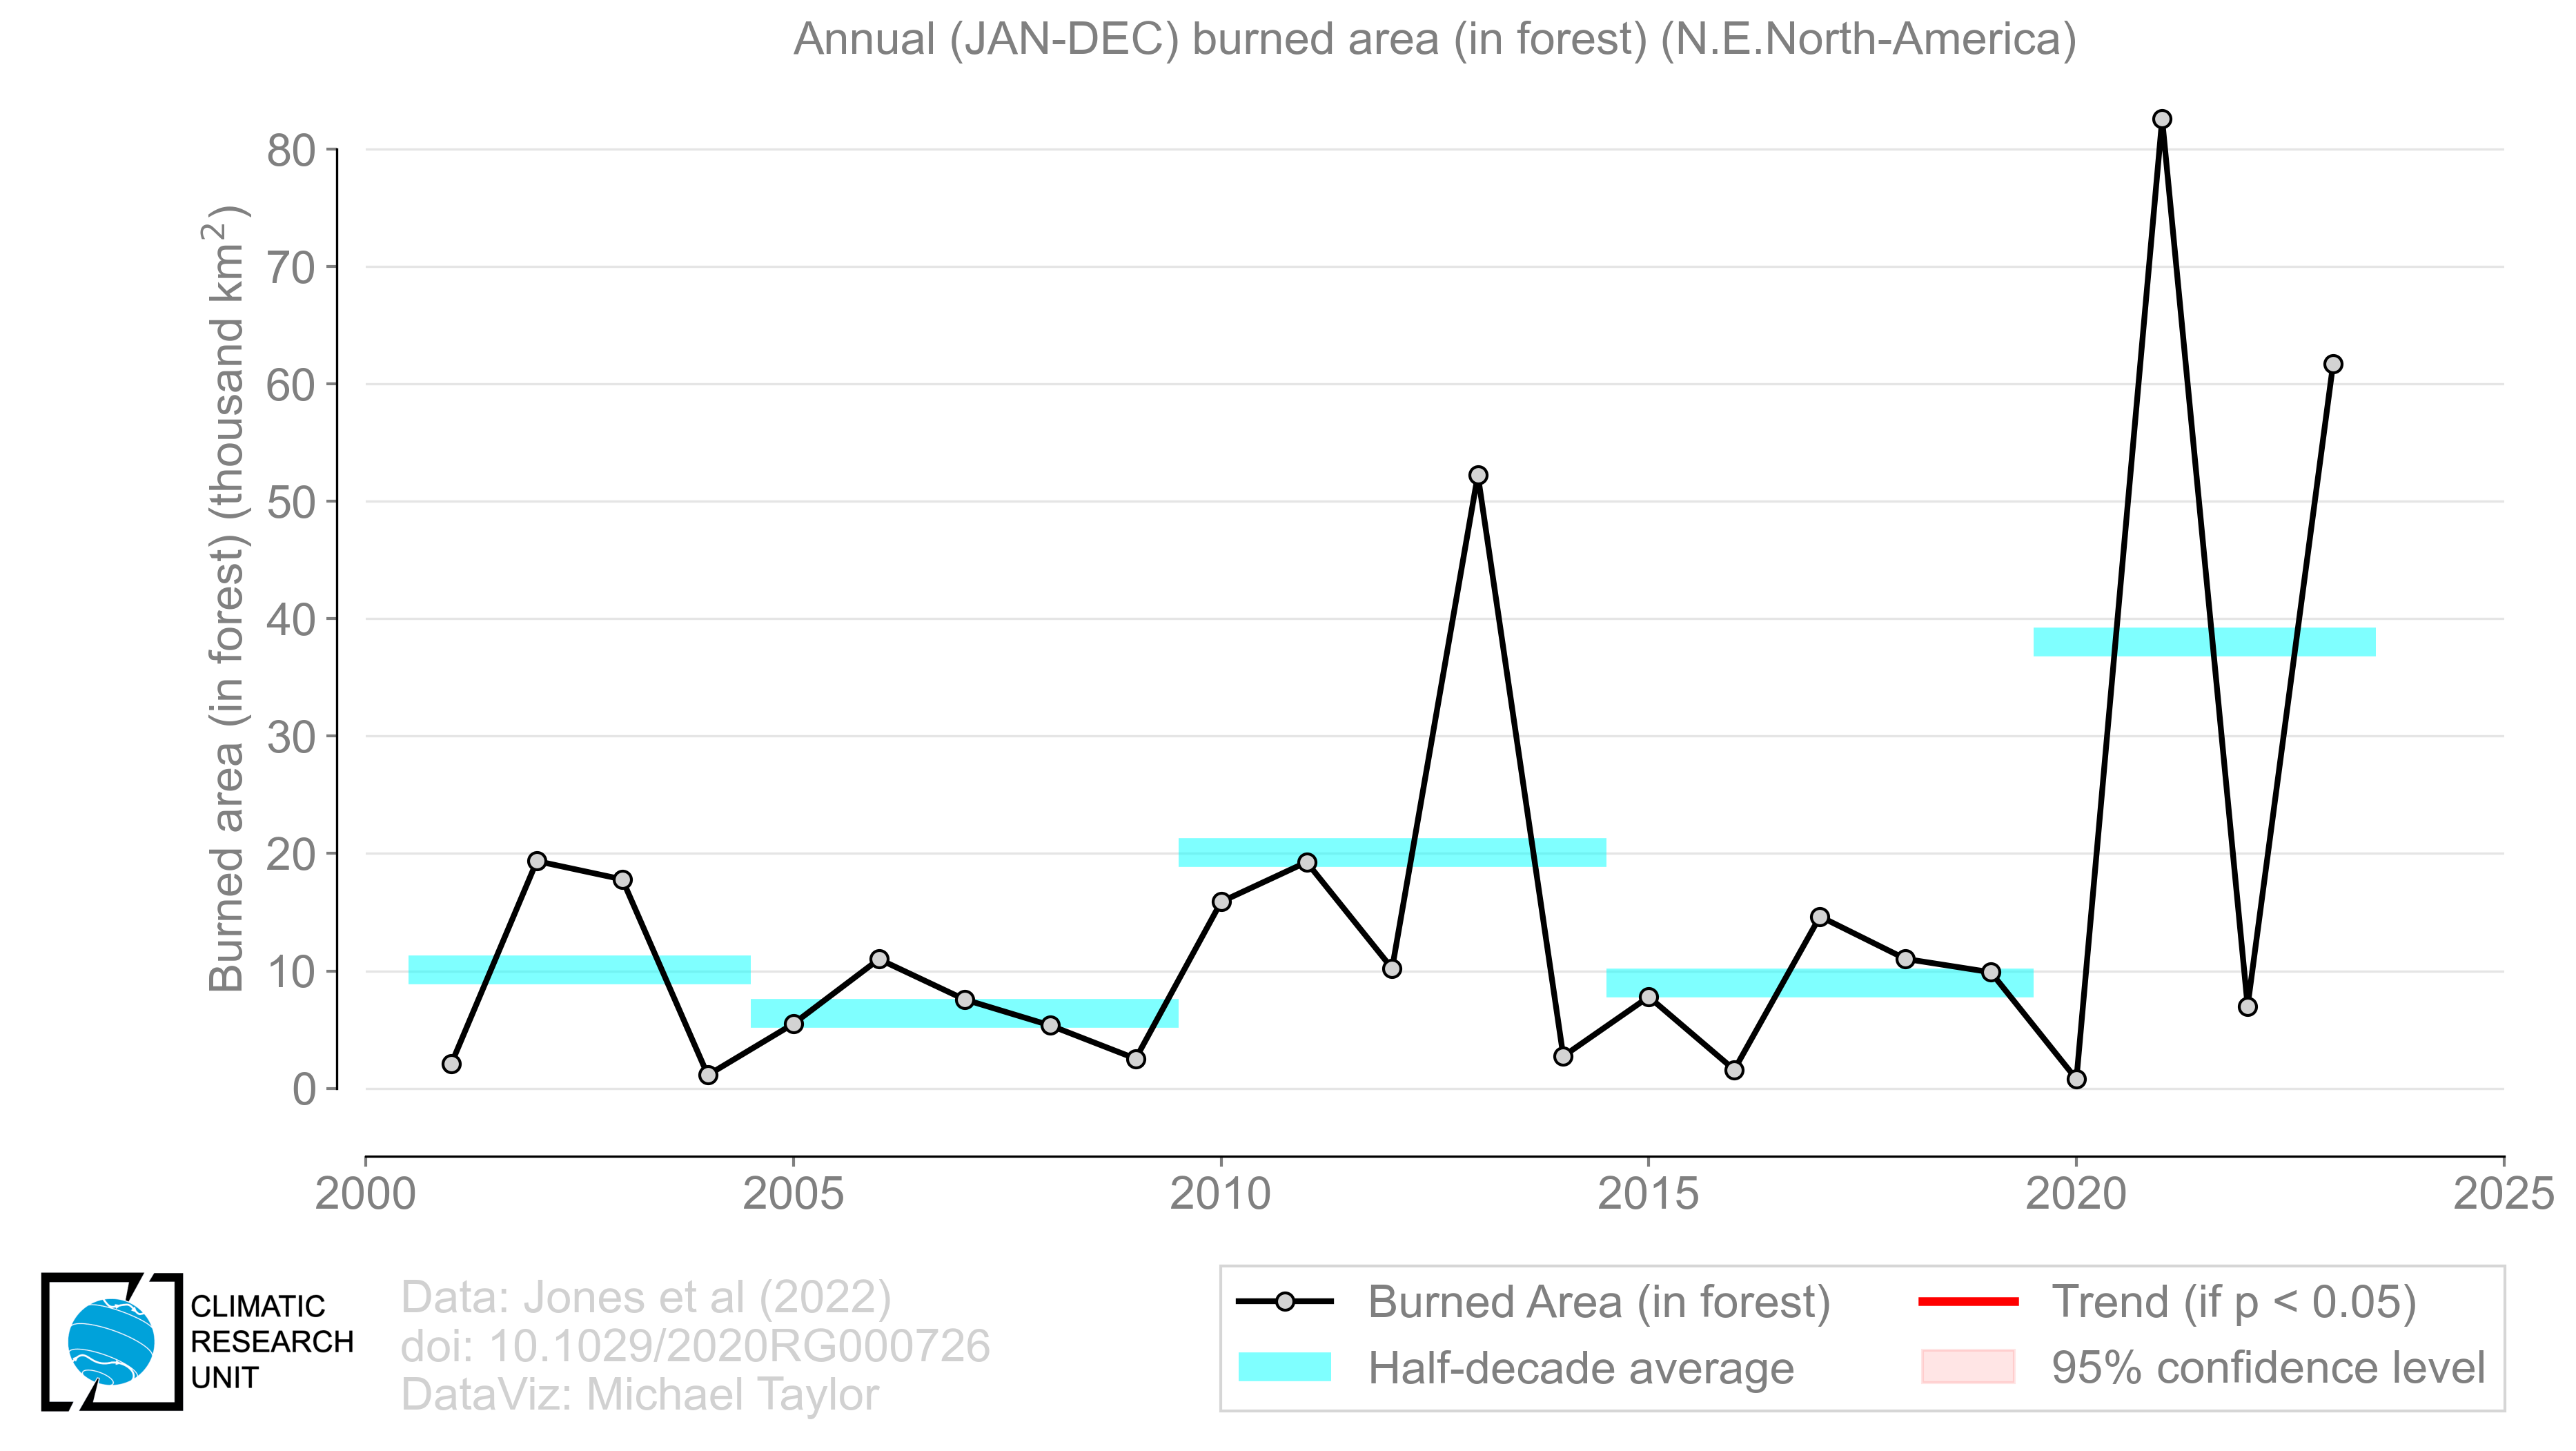 Annual (JAN-DEC) burned area (in forest) (N.E.North-America)
Burned area (in forest) (thousand km²)
80
70
60
50
40
30
20
10
0
2000
2005
2010
2015
2020
2025
CLIMATIC
RESEARCH
UNIT
Data: Jones et al (2022)
doi: 10.1029/2020RG000726
DataViz: Michael Taylor
Burned Area (in forest)
Half-decade average
Trend (if p < 0.05)
95% confidence level